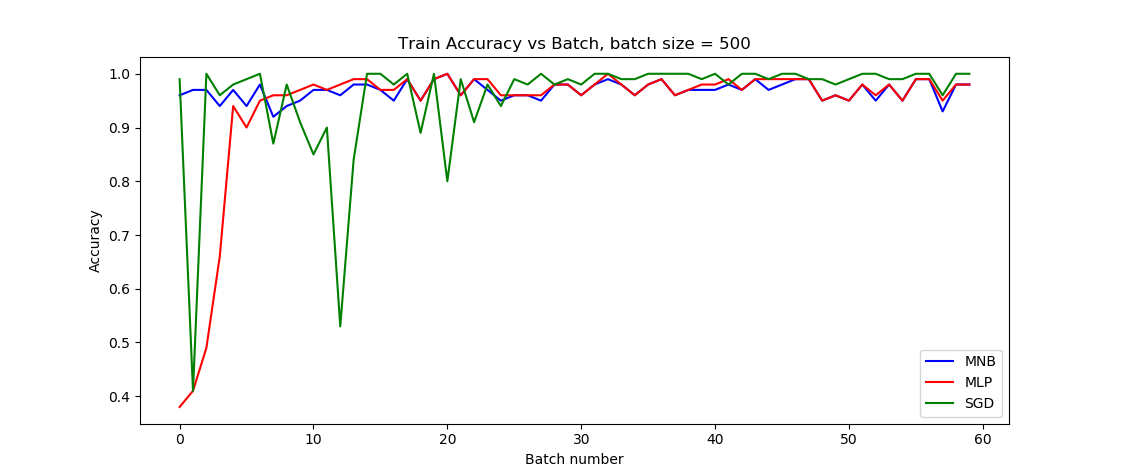 Train Accuracy vs Batch, batch size = 500
Accuracy
1.0
0.9
0.8
0.7
0.6
0.5
0.4
MNB
MLP
SGD
0 10 20 30 40 50 60
Batch number